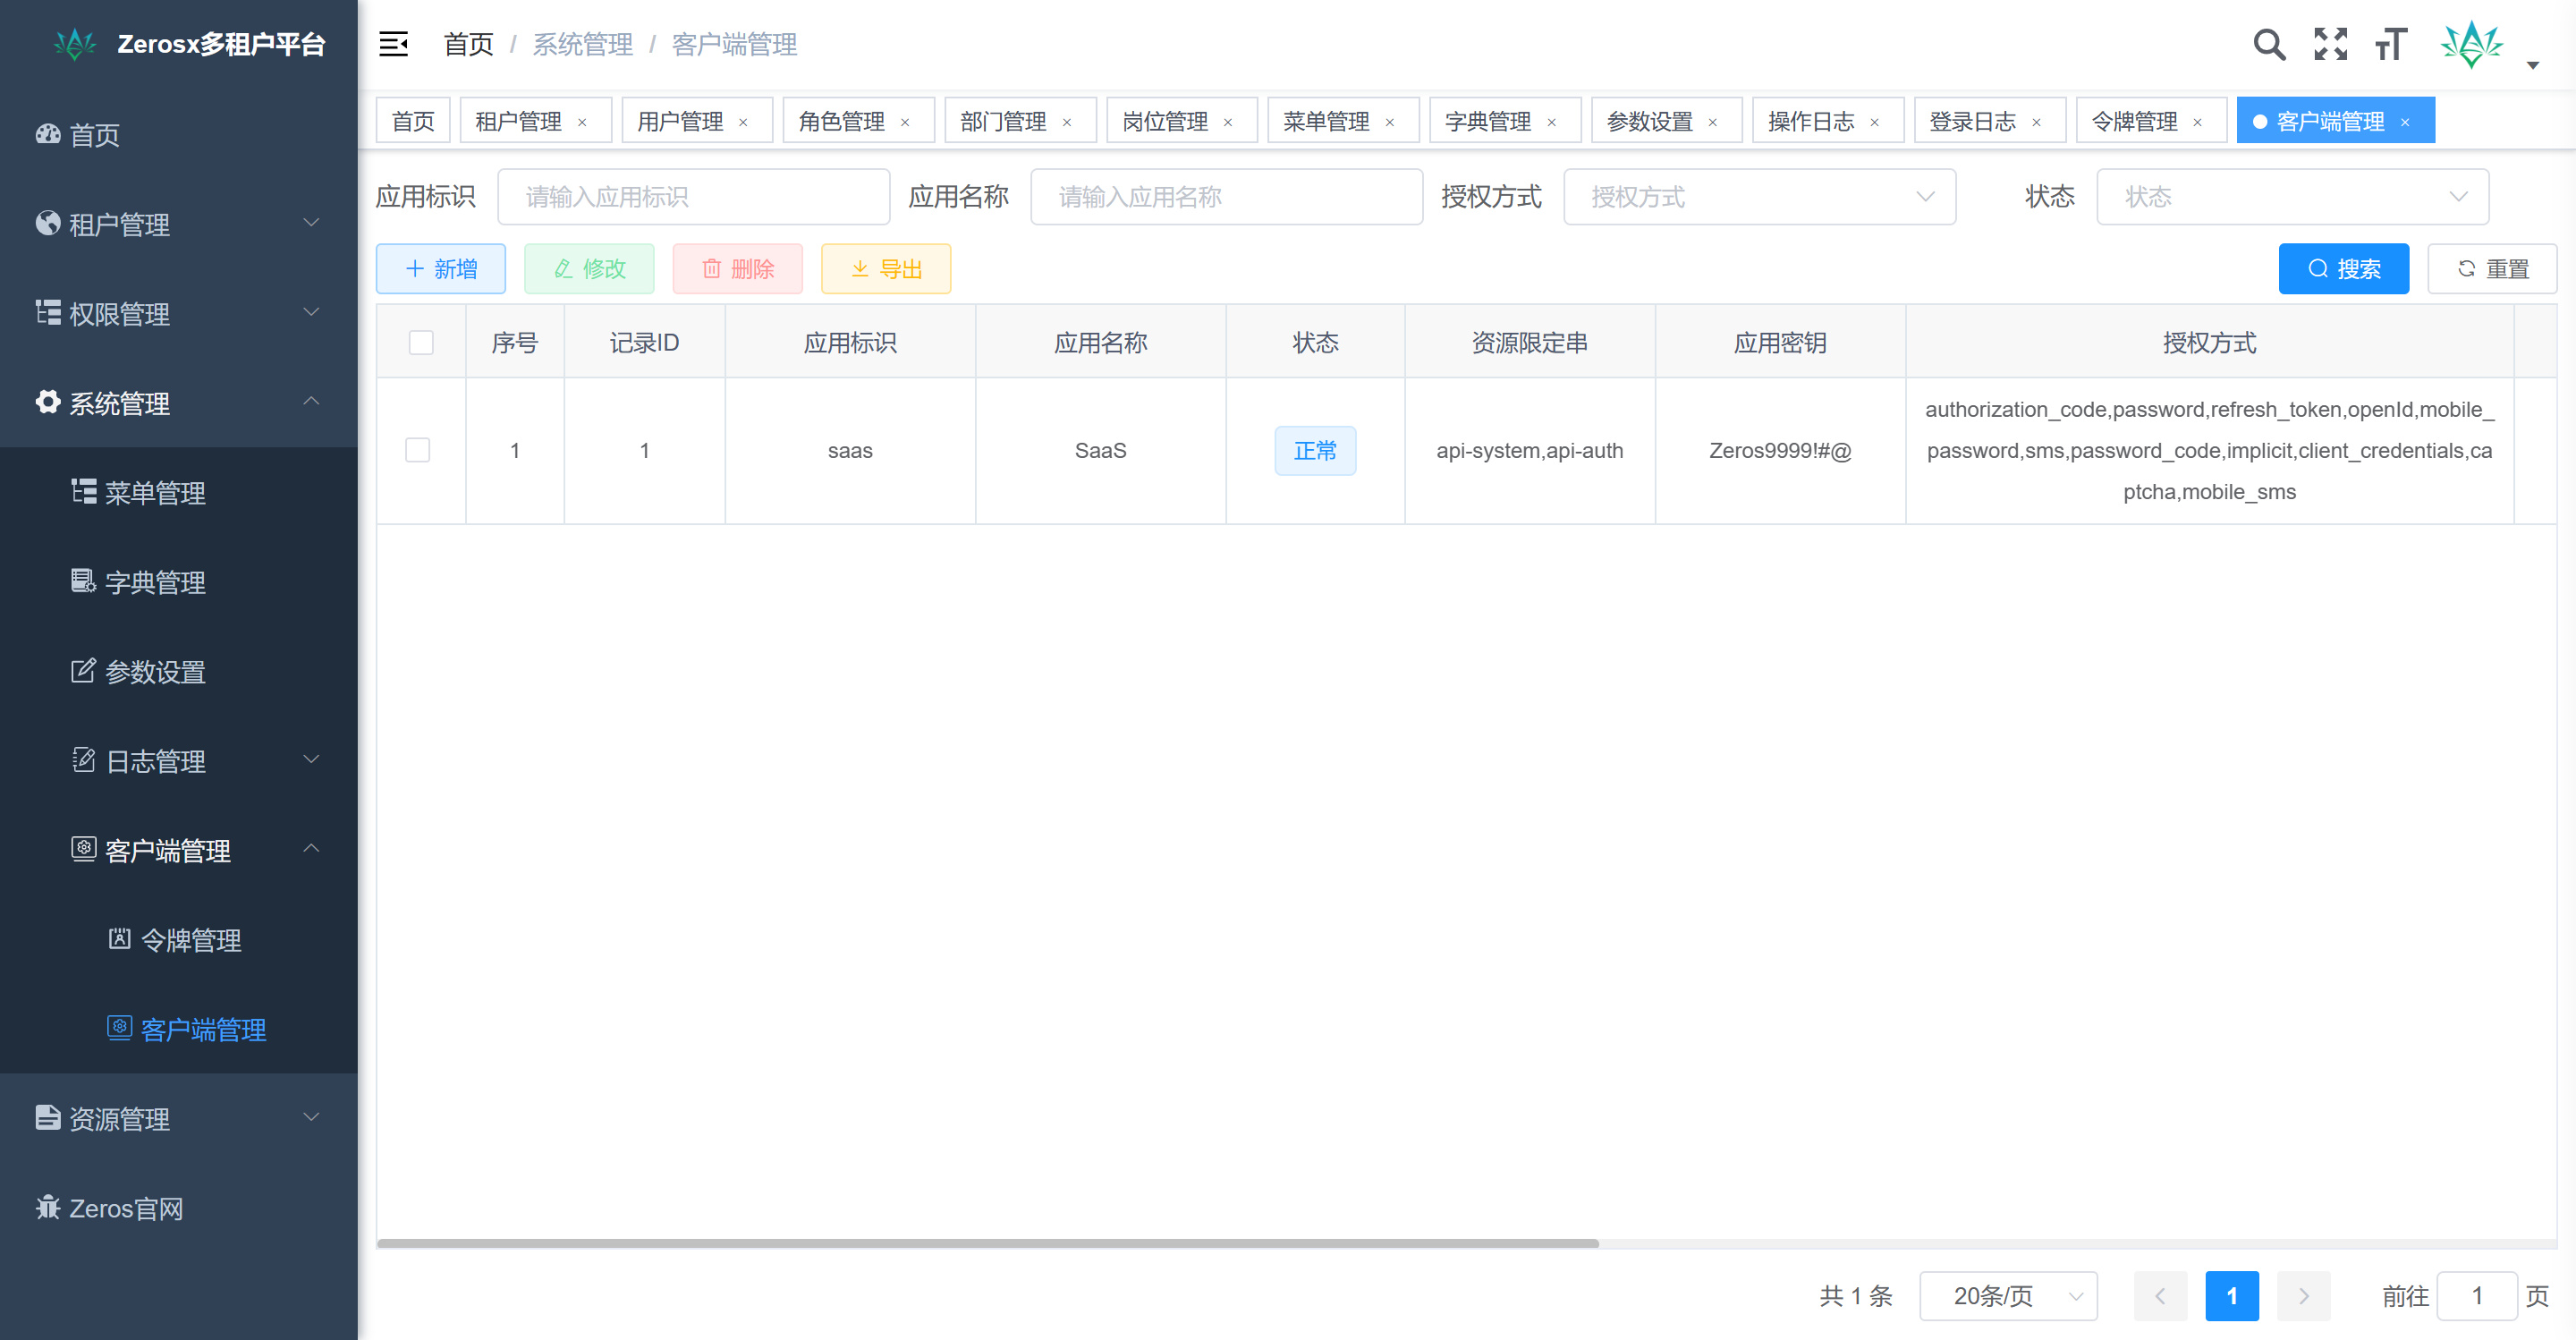 Zerosx多租户平台
首页 / 系统管理 / 客户端管理
首页
租户管理
权限管理
系统管理
菜单管理
字典管理
参数设置
日志管理
客户端管理
令牌管理
客户端管理
资源管理
Zeros官网
首页 租户管理 × 用户管理 × 角色管理 × 部门管理 × 岗位管理 × 菜单管理 × 字典管理 × 参数设置 × 操作日志 × 登录日志 × 令牌管理 × 客户端管理 ×
应用标识 请输入应用标识 应用名称 请输入应用名称 授权方式 授权方式 状态 状态
新增 修改 删除 导出 搜索 重置
序号 记录ID 应用标识 应用名称 状态 资源限定串 应用密钥 授权方式
1 1 saas SaaS 正常 api-system,api-auth Zeros9999!#@ authorization_code,password,refresh_token,openId,mobile_
password,sms,password_code,implicit,client_credentials,ca
ptcha,mobile_sms
共 1 条 20条/页 1 前往 1 页